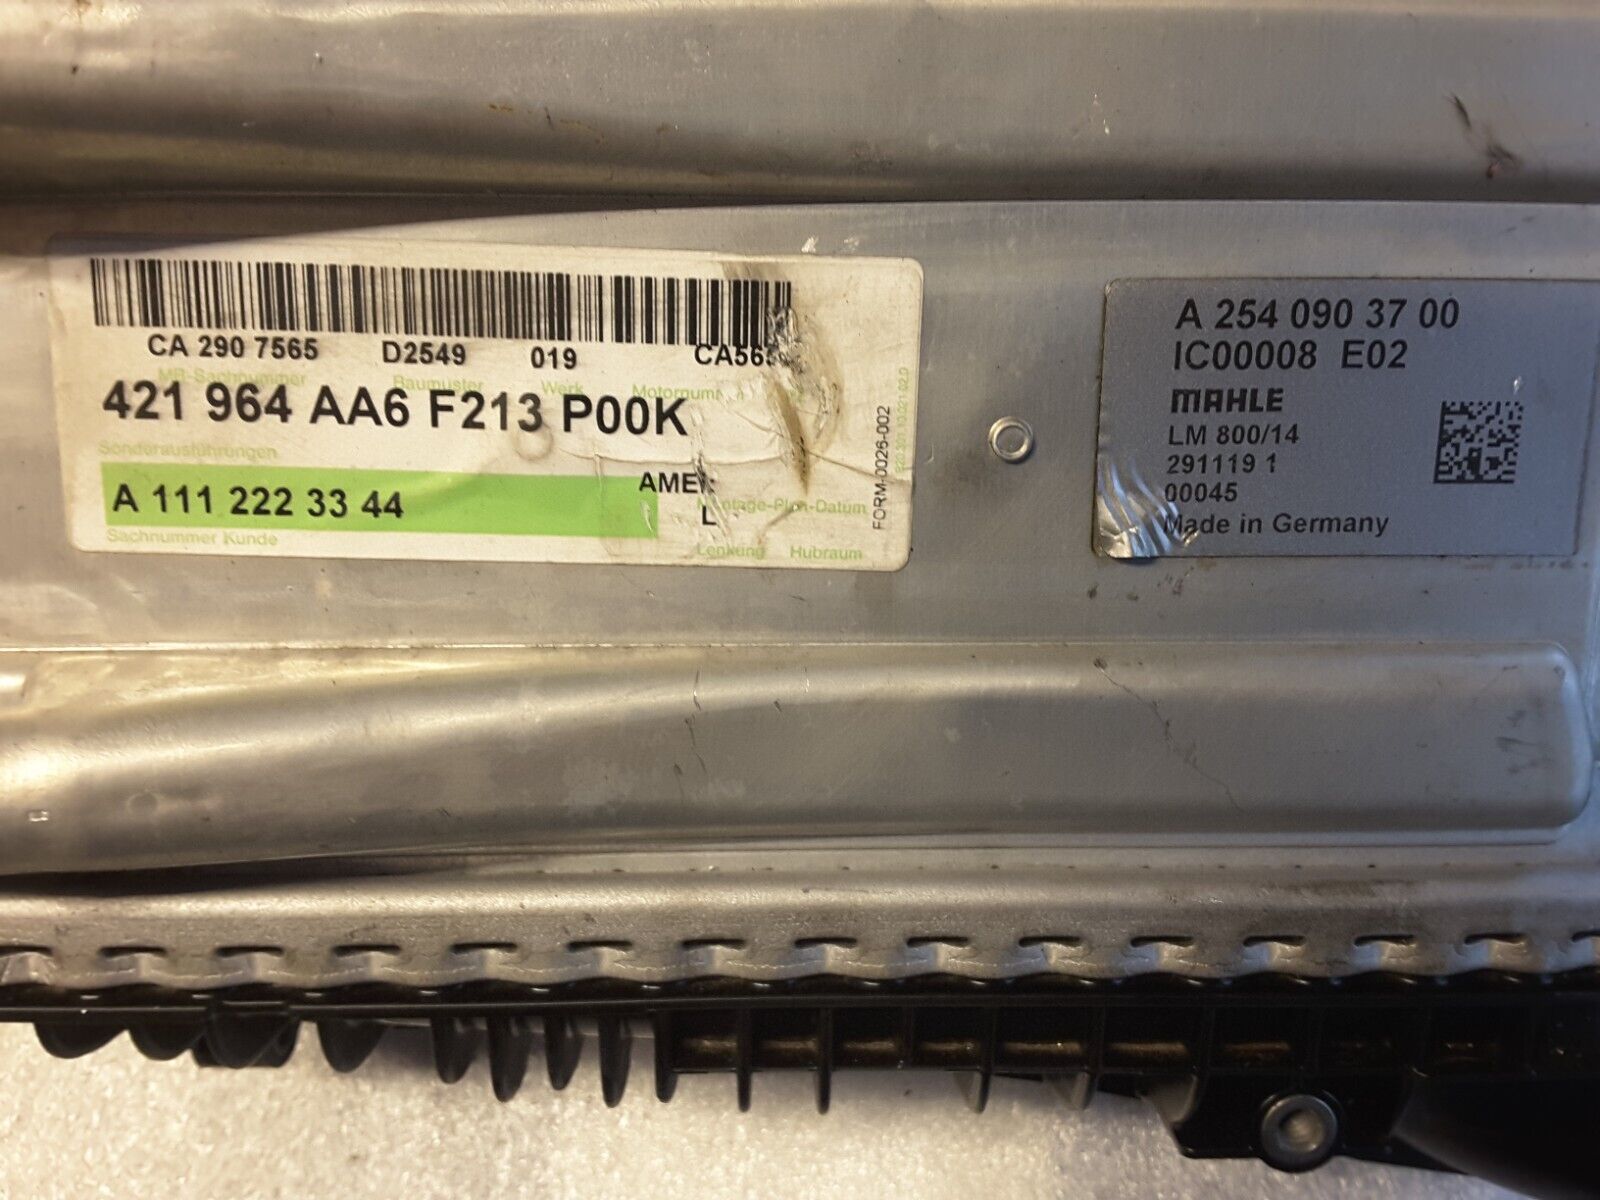 CA 290 7565 D2549 019 CA565
MB-Sachnummer Baumuster Werk
421 964 AA6 F213 P00K
Sonderausführungen
A 111 222 33 44 AME
Sachnummer Kunde L
Lenkung Hubraum
FORM-0026-002
A 254 090 37 00
IC00008 E02
MAHLE
LM 800/14
291119 1
00045
Made in Germany